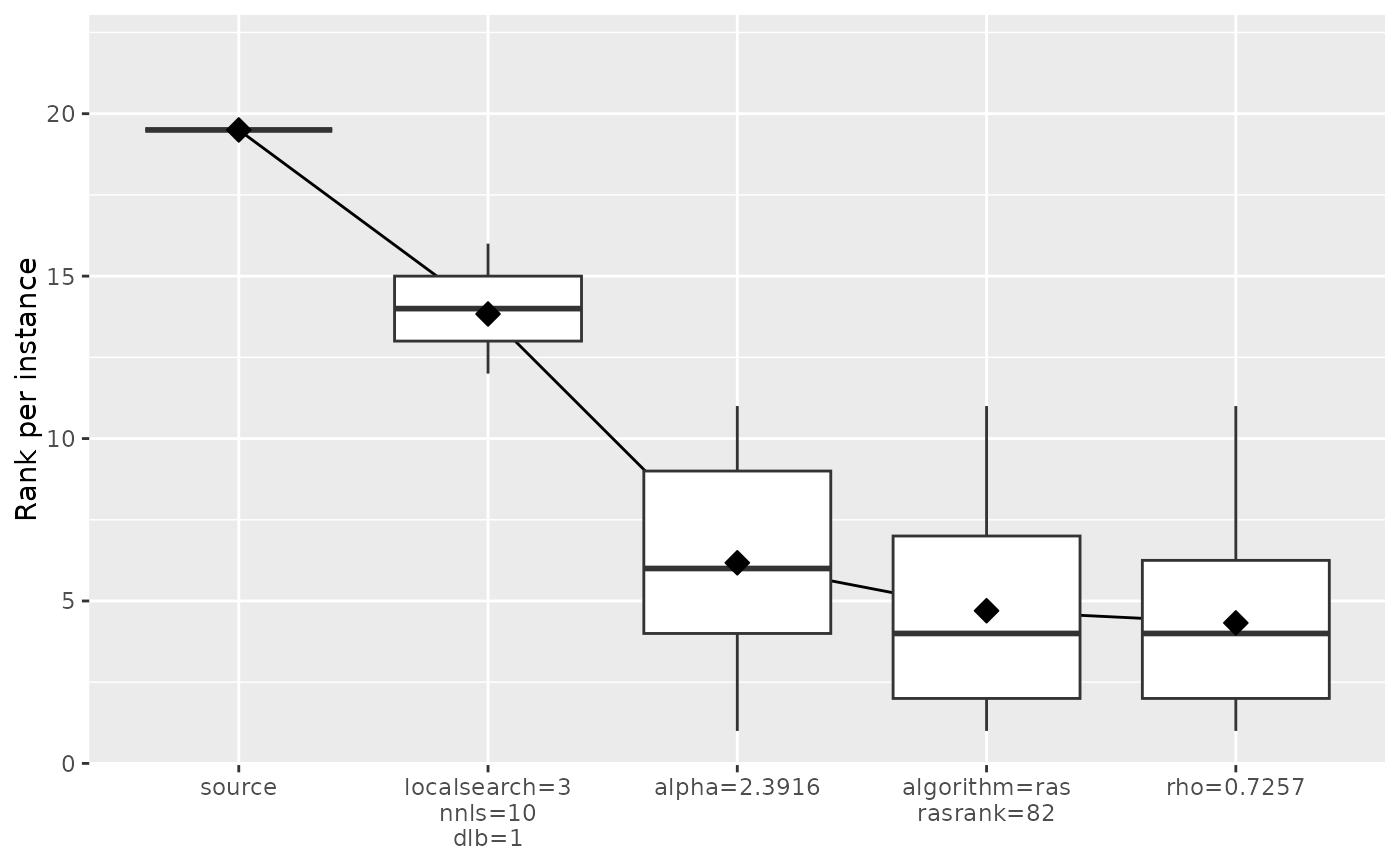 Rank per instance
20
15
10
5
0
source
localsearch=3
nnls=10
dlb=1
alpha=2.3916
algorithm=ras
rasrank=82
rho=0.7257